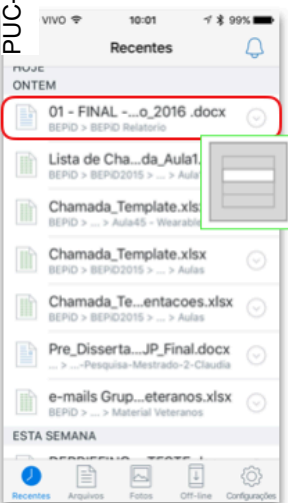 PUC-
VIVO 10:01 99%
Recentes
HOJE
ONTEM
01 - FINAL -...o_2016 .docx
BEPiD > BEPiD Relatorio
Lista de Cha...da_Aula1.
BEPiD > BEPiD2015 > ... > Aula
Chamada_Template.xls
BEPiD > ... > Aula45 - Wearable
Chamada_Template.xlsx
BEPiD > BEPiD2015 > ... > Aulas
Chamada_Te...entacoes.xlsx
BEPiD > BEPiD2015 > ... > Aulas
Pre_Disserta...JP_Final.docx
... > ...-Pesquisa-Mestrado-2-Claudia
e-mails Grup...eteranos.xlsx
BEPiD > ... > Material Veteranos
ESTA SEMANA
Recentes Arquivos Fotos Off-line Configurações